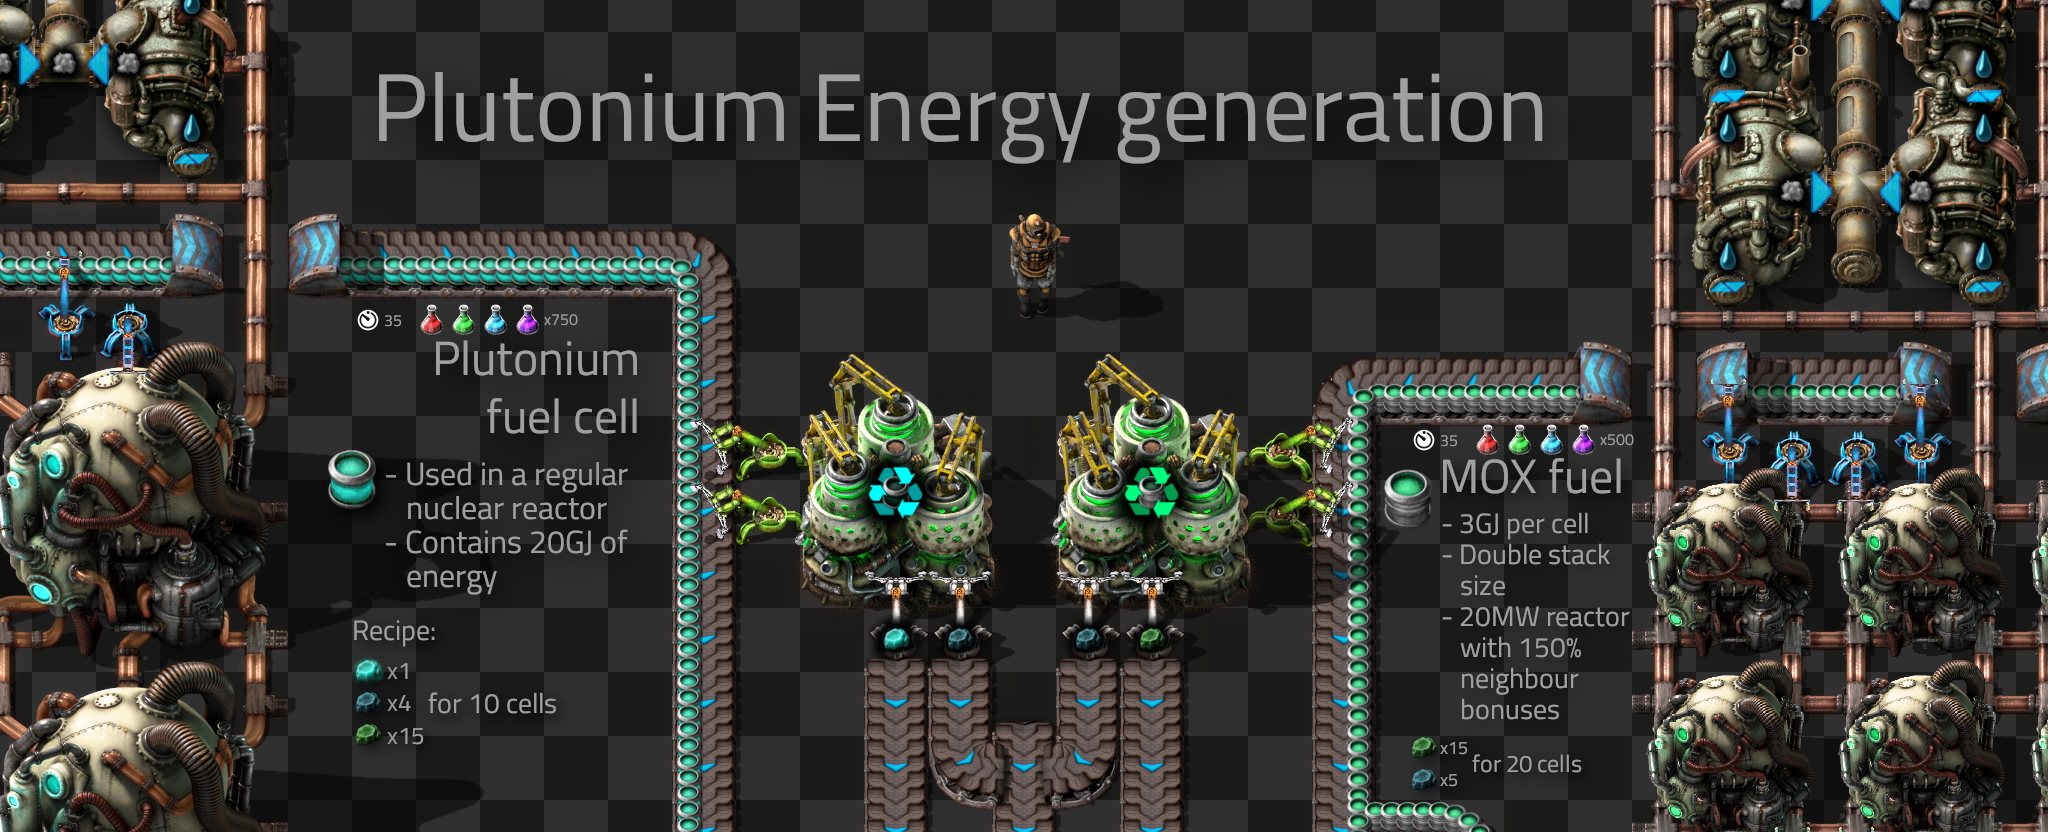 Plutonium Energy generation
35 x750
Plutonium
fuel cell
- Used in a regular
nuclear reactor
- Contains 20GJ of
energy
Recipe:
x1
x4 for 10 cells
x15
35 x500
MOX fuel
- 3GJ per cell
- Double stack
size
- 20MW reactor
with 150%
neighbour
bonuses
x15
for 20 cells
x5